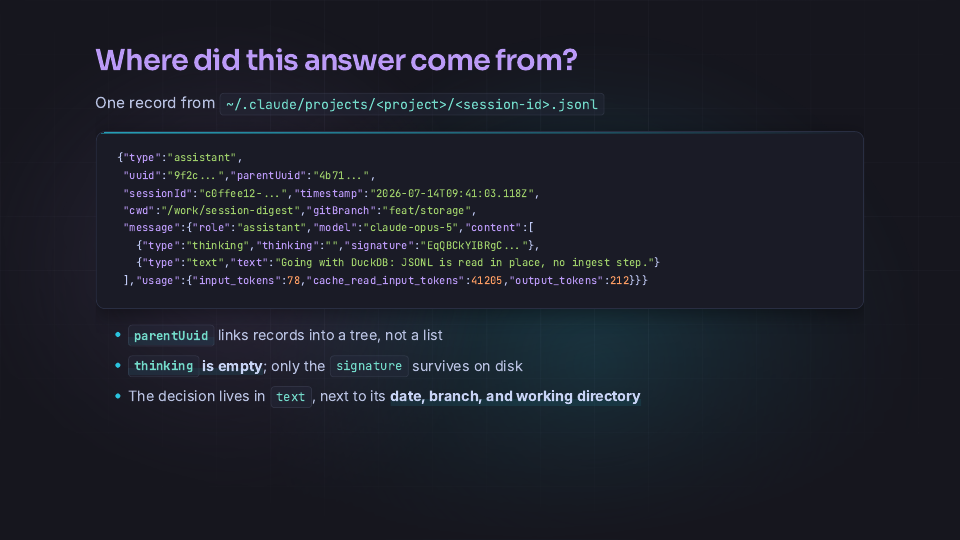 Where did this answer come from?
One record from ~/.claude/projects/<project>/<session-id>.jsonl
{"type":"assistant",
"uuid":"9f2c...","parentUuid":"4b71...",
"sessionId":"c0ffee12-...","timestamp":"2026-07-14T09:41:03.118Z",
"cwd":"/work/session-digest","gitBranch":"feat/storage",
"message":{"role":"assistant","model":"claude-opus-5","content":[
{"type":"thinking","thinking":"","signature":"EqQBCkYIBRgC..."},
{"type":"text","text":"Going with DuckDB: JSONL is read in place, no ingest step."}
],"usage":{"input_tokens":78,"cache_read_input_tokens":41205,"output_tokens":212}}}
• parentUuid links records into a tree, not a list
• thinking is empty; only the signature survives on disk
• The decision lives in text, next to its date, branch, and working directory